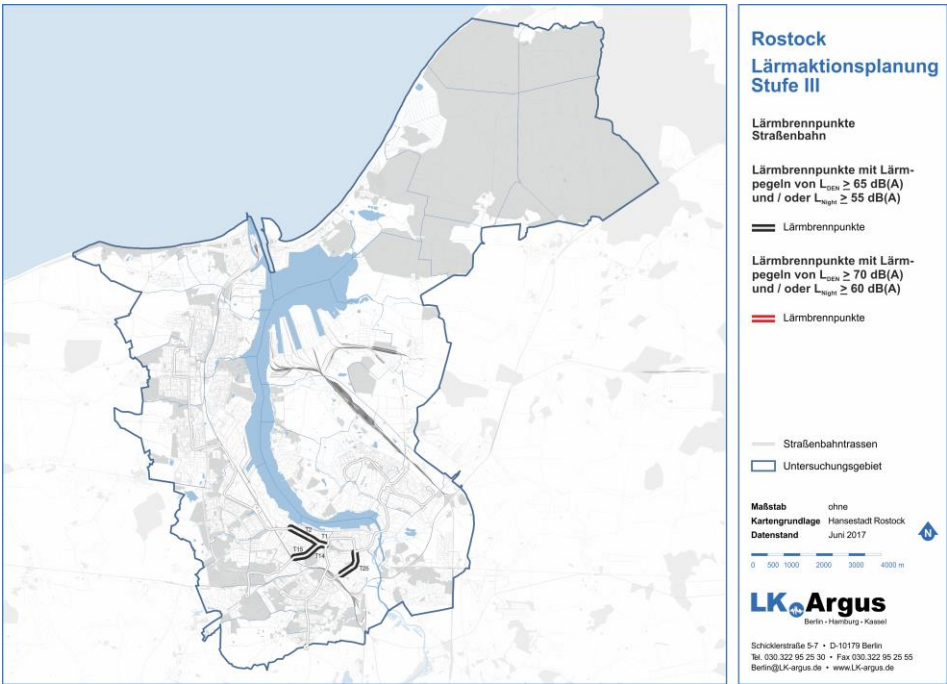 T2
T1
T15
T14
T25
Rostock
Lärmaktionsplanung
Stufe III
Lärmbrennpunkte
Straßenbahn
Lärmbrennpunkte mit Lärm-
pegeln von LDEN ≥ 65 dB(A)
und / oder LNight ≥ 55 dB(A)
Lärmbrennpunkte
Lärmbrennpunkte mit Lärm-
pegeln von LDEN ≥ 70 dB(A)
und / oder LNight ≥ 60 dB(A)
Lärmbrennpunkte
Straßenbahntrassen
Untersuchungsgebiet
Maßstab ohne
Kartengrundlage Hansestadt Rostock
Datenstand Juni 2017
N
0 500 1000 2000 3000 4000 m
LK Argus
Berlin • Hamburg • Kassel
Schicklerstraße 5-7 • D-10179 Berlin
Tel. 030.322 95 25 30 • Fax 030.322 95 25 55
Berlin@LK-argus.de • www.LK-argus.de